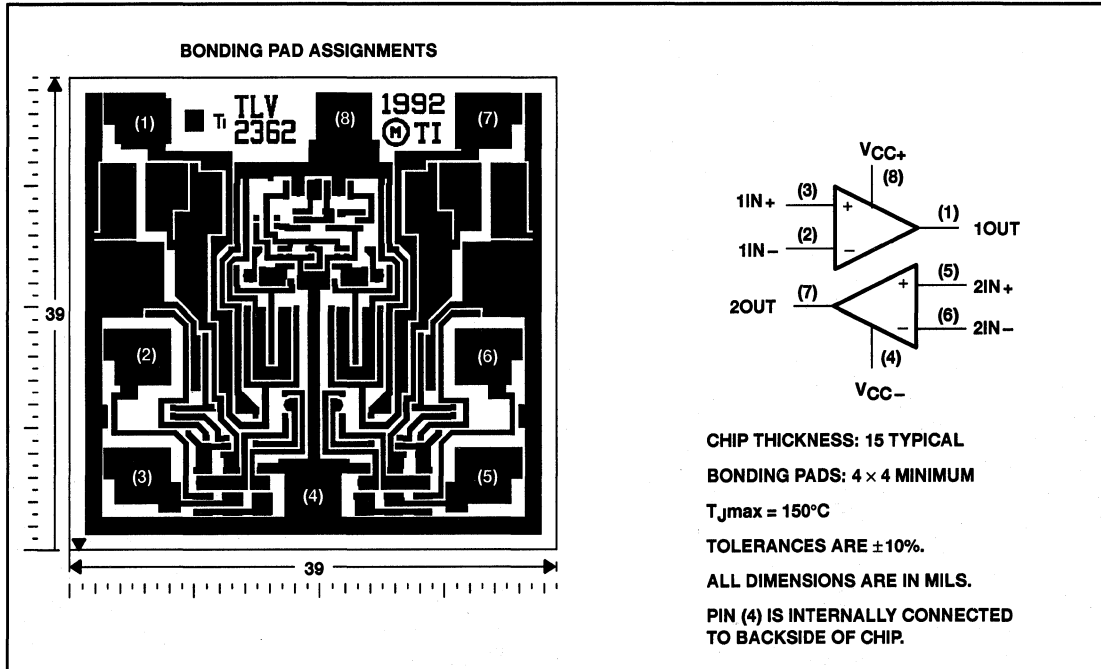 BONDING PAD ASSIGNMENTS
(1)
TI
TLV
2362
(8)
1992
M TI
(7)
39
(2)
(6)
(3)
(4)
(5)
39
VCC+
(8)
1IN+
(3)
+
(1)
1OUT
1IN–
(2)
–
(5)
2IN+
+
2OUT
(7)
(6)
2IN–
–
(4)
VCC–
CHIP THICKNESS: 15 TYPICAL
BONDING PADS: 4 × 4 MINIMUM
TJmax = 150°C
TOLERANCES ARE ±10%.
ALL DIMENSIONS ARE IN MILS.
PIN (4) IS INTERNALLY CONNECTED
TO BACKSIDE OF CHIP.